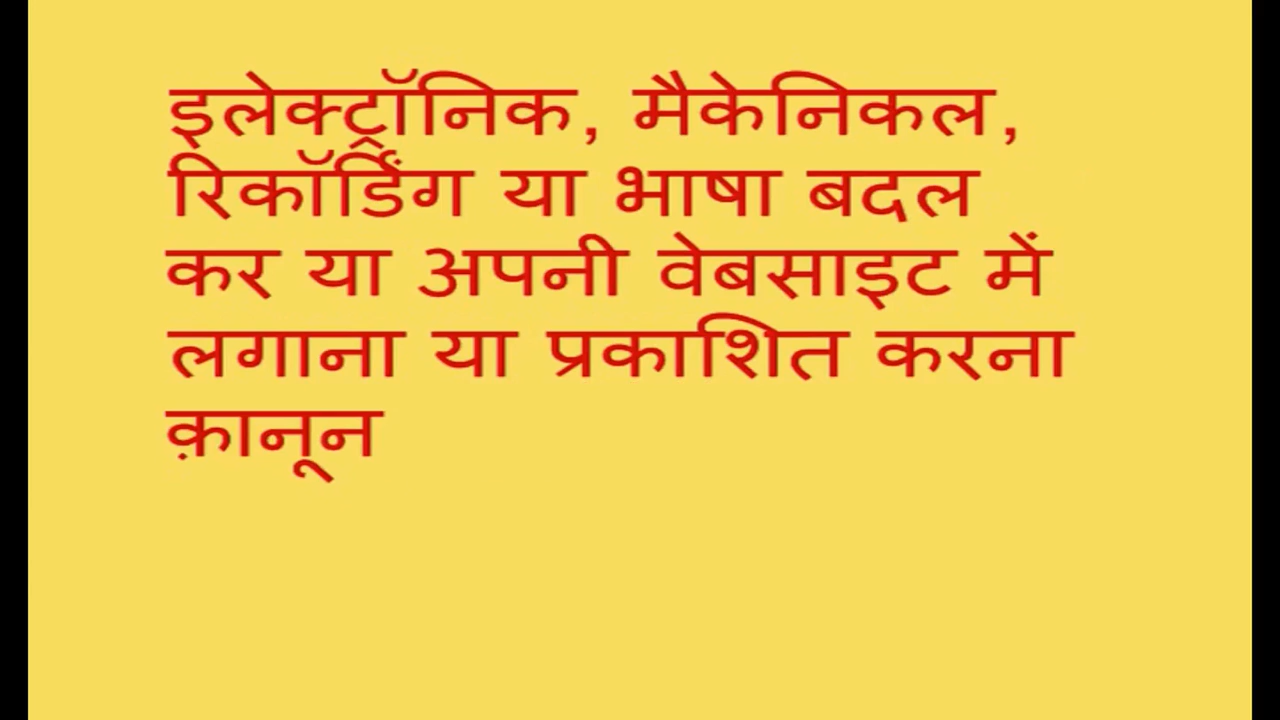 इलेक्ट्रॉनिक, मैकेनिकल,
रिकॉर्डिंग या भाषा बदल
कर या अपनी वेबसाइट में
लगाना या प्रकाशित करना
क़ानून